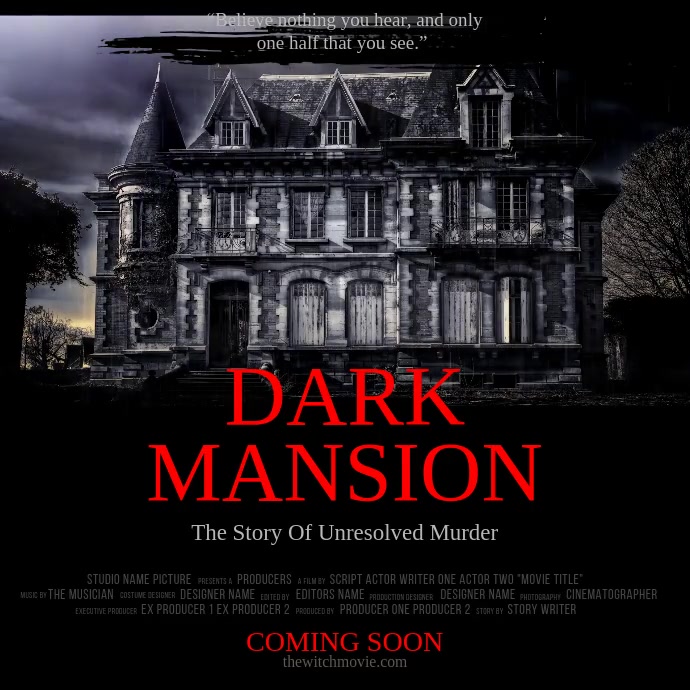 “Believe nothing you hear, and only
one half that you see.”
DARK
MANSION
The Story Of Unresolved Murder
STUDIO NAME PICTURE PRESENTS A PRODUCERS A FILM BY SCRIPT ACTOR WRITER ONE ACTOR TWO "MOVIE TITLE"
MUSIC BY THE MUSICIAN COSTUME DESIGNER DESIGNER NAME EDITED BY EDITORS NAME PRODUCTION DESIGNER DESIGNER NAME PHOTOGRAPHY CINEMATOGRAPHER
EXECUTIVE PRODUCER EX PRODUCER 1 EX PRODUCER 2 PRODUCED BY PRODUCER ONE PRODUCER 2 STORY BY STORY WRITER
COMING SOON
thewitchmovie.com